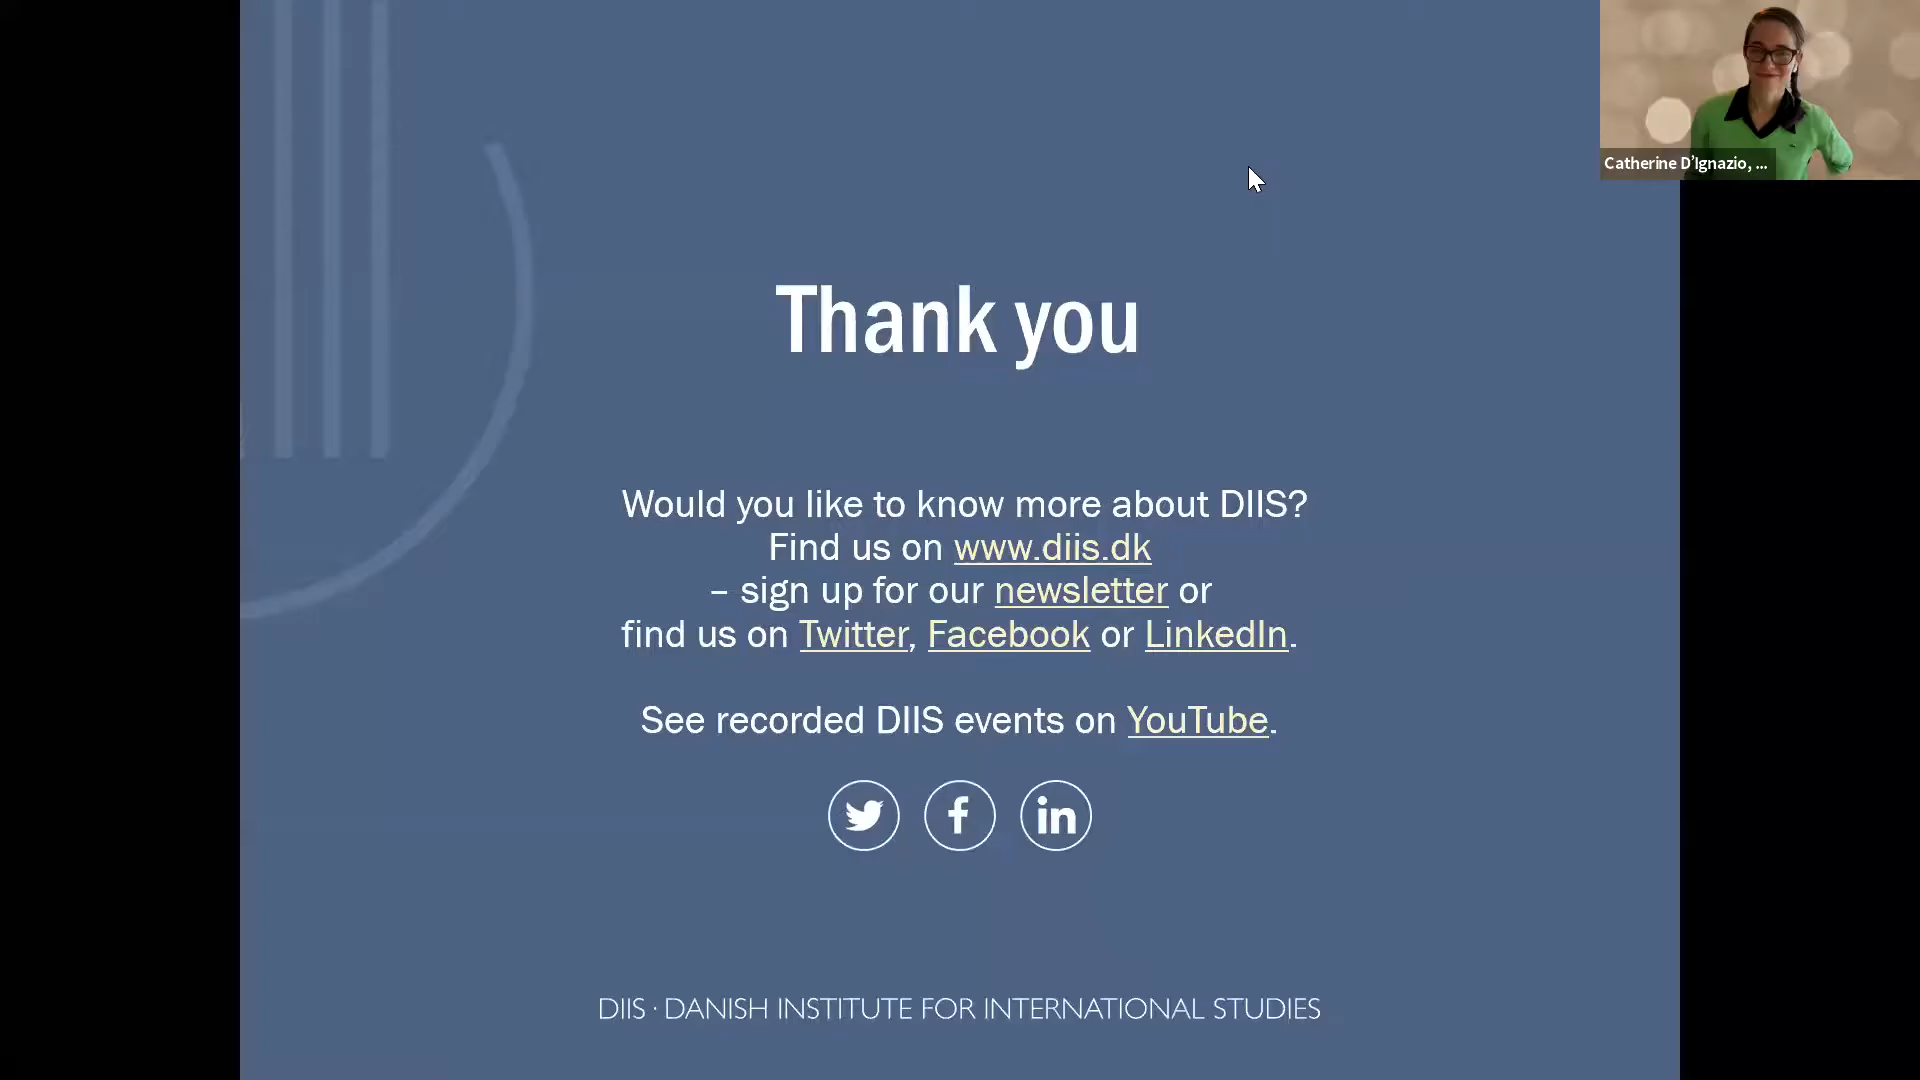 Catherine D'Ignazio, ...
Thank you
Would you like to know more about DIIS?
Find us on www.diis.dk
– sign up for our newsletter or
find us on Twitter, Facebook or LinkedIn.
See recorded DIIS events on YouTube.
DIIS · DANISH INSTITUTE FOR INTERNATIONAL STUDIES